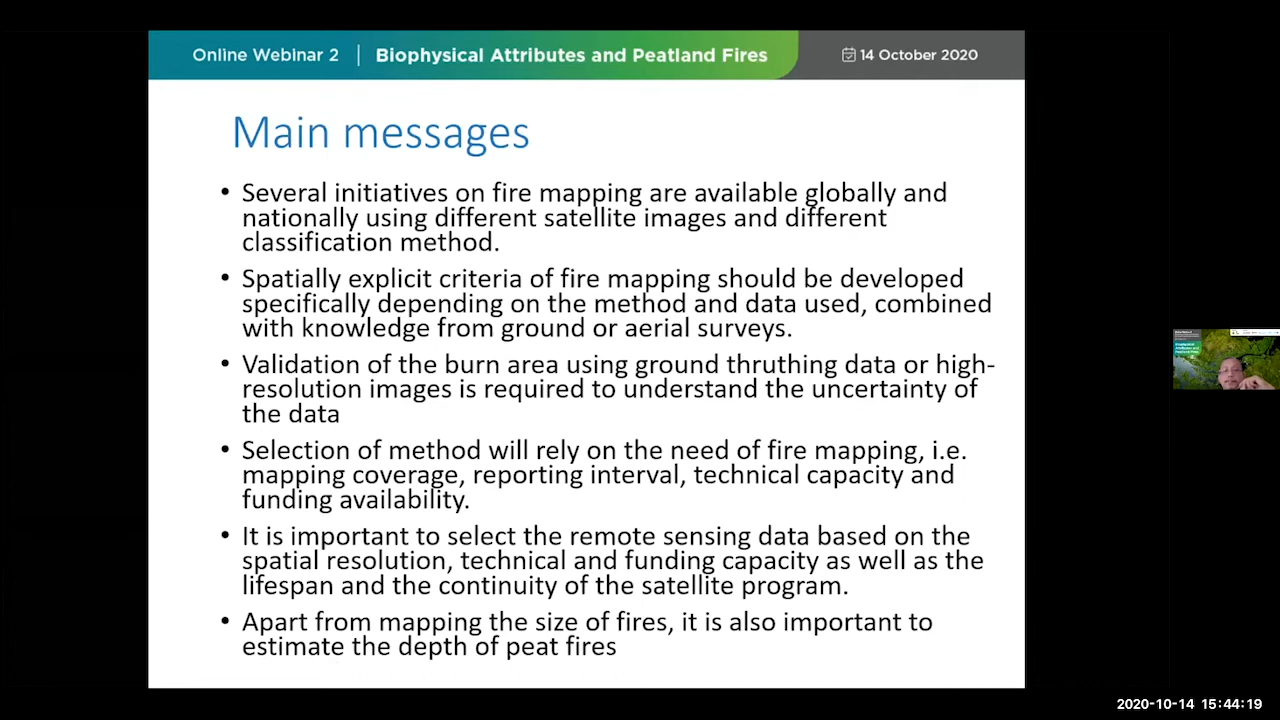 Online Webinar 2 | Biophysical Attributes and Peatland Fires
14 October 2020
Main messages
• Several initiatives on fire mapping are available globally and
nationally using different satellite images and different
classification method.
• Spatially explicit criteria of fire mapping should be developed
specifically depending on the method and data used, combined
with knowledge from ground or aerial surveys.
• Validation of the burn area using ground thruthing data or high-
resolution images is required to understand the uncertainty of
the data
• Selection of method will rely on the need of fire mapping, i.e.
mapping coverage, reporting interval, technical capacity and
funding availability.
• It is important to select the remote sensing data based on the
spatial resolution, technical and funding capacity as well as the
lifespan and the continuity of the satellite program.
• Apart from mapping the size of fires, it is also important to
estimate the depth of peat fires
2020-10-14 15:44:19